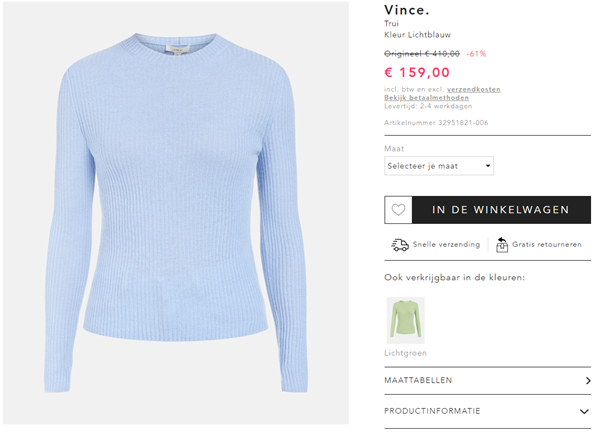 Vince.
Trui
Kleur Lichtblauw
Origineel € 410,00 -61%
€ 159,00
incl. btw en excl. verzendkosten
Bekijk betaalmethoden
Levertijd: 2-4 werkdagen
Artikelnummer 32951821-006
Maat
Selecteer je maat
IN DE WINKELWAGEN
Snelle verzending Gratis retourneren
Ook verkrijgbaar in de kleuren:
Lichtgroen
MAATTABELLEN
PRODUCTINFORMATIE